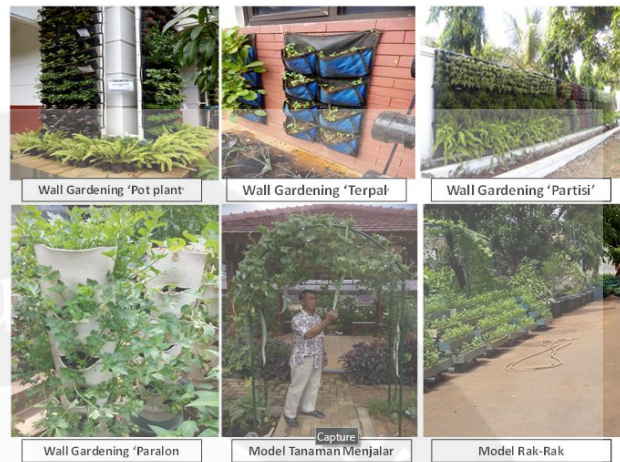 Wall Gardening ‘Pot plant’
Wall Gardening ‘Terpal’
Wall Gardening ‘Partisi’
Wall Gardening ‘Paralon
Model Tanaman Menjalar
Model Rak-Rak
Capture